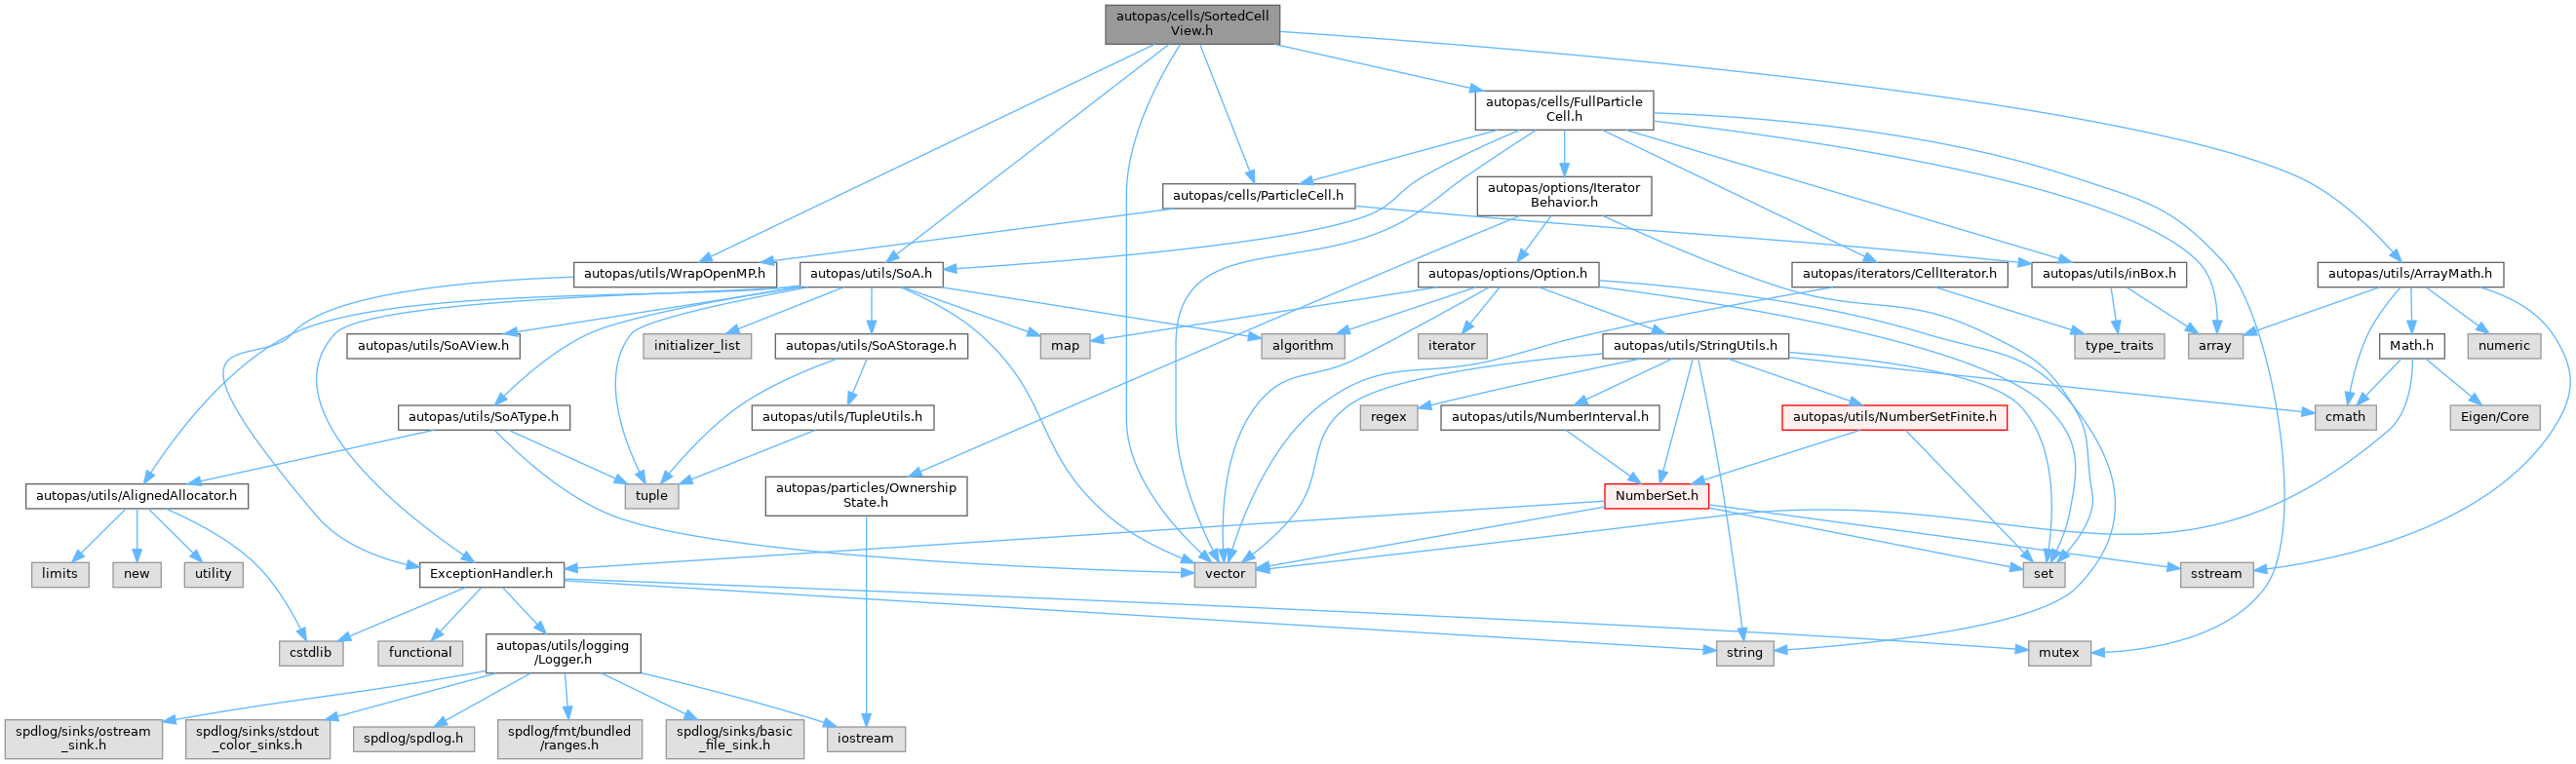 autopas/cells/SortedCell
View.h
autopas/cells/FullParticle
Cell.h
autopas/cells/ParticleCell.h
autopas/options/Iterator
Behavior.h
autopas/utils/WrapOpenMP.h
autopas/utils/SoA.h
autopas/options/Option.h
autopas/iterators/CellIterator.h
autopas/utils/inBox.h
autopas/utils/ArrayMath.h
autopas/utils/SoAView.h
initializer_list
autopas/utils/SoAStorage.h
map
algorithm
iterator
autopas/utils/StringUtils.h
type_traits
array
Math.h
numeric
autopas/utils/SoAType.h
autopas/utils/TupleUtils.h
regex
autopas/utils/NumberInterval.h
autopas/utils/NumberSetFinite.h
cmath
Eigen/Core
autopas/utils/AlignedAllocator.h
tuple
autopas/particles/Ownership
State.h
NumberSet.h
limits
new
utility
ExceptionHandler.h
vector
set
sstream
cstdlib
functional
autopas/utils/logging
/Logger.h
string
mutex
spdlog/sinks/ostream
_sink.h
spdlog/sinks/stdout
_color_sinks.h
spdlog/spdlog.h
spdlog/fmt/bundled
/ranges.h
spdlog/sinks/basic
_file_sink.h
iostream